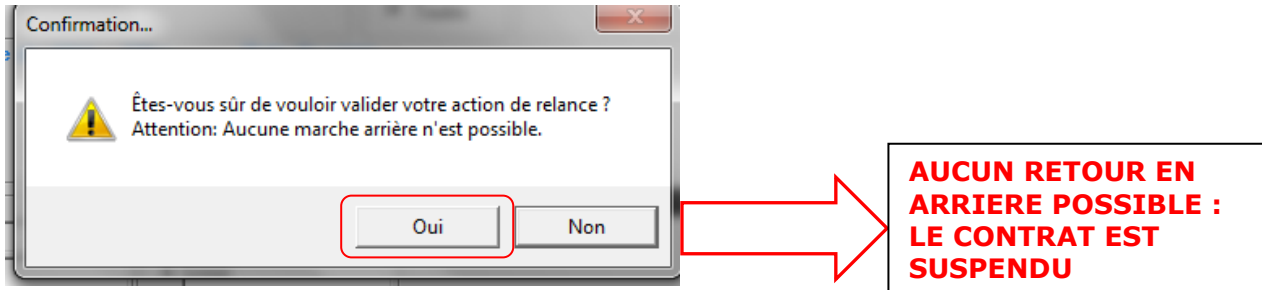 Confirmation...
Êtes-vous sûr de vouloir valider votre action de relance ?
Attention: Aucune marche arrière n'est possible.
Oui
Non
AUCUN RETOUR EN
ARRIERE POSSIBLE :
LE CONTRAT EST
SUSPENDU